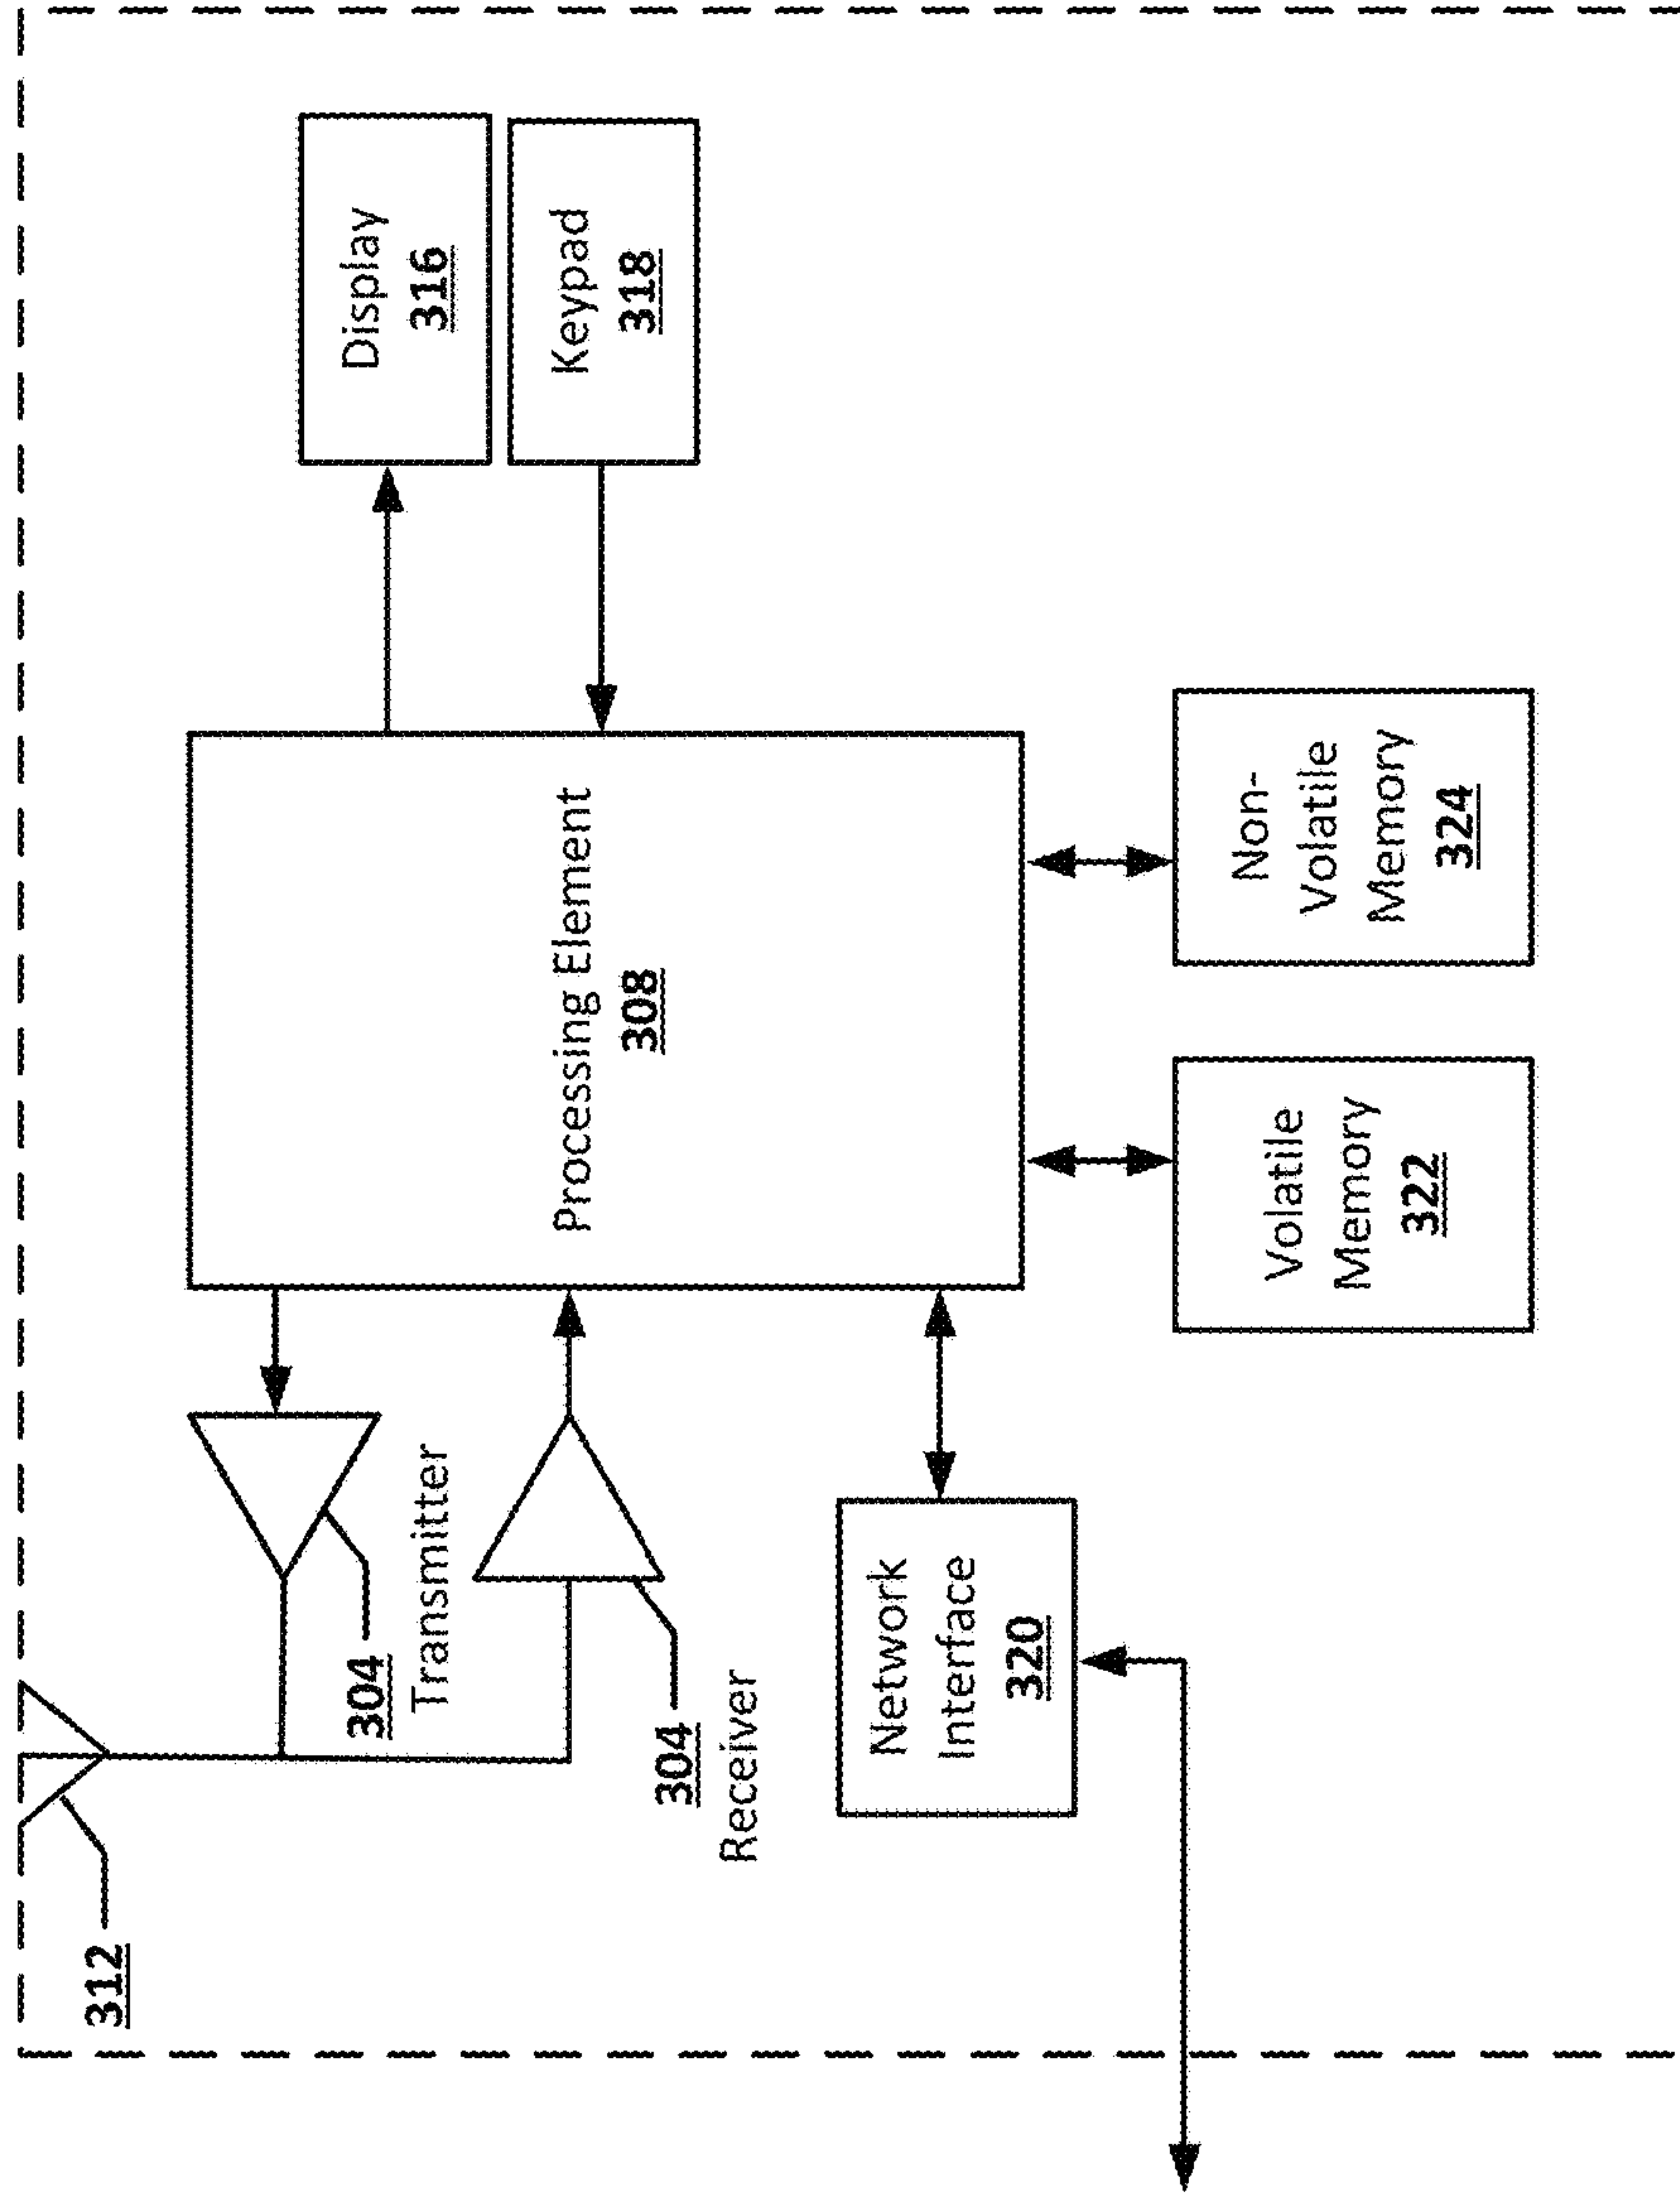 312
304
Transmitter
304
Receiver
Network
Interface
320
Processing Element
308
Display
316
Keypad
318
Volatile
Memory
322
Non-
Volatile
Memory
324